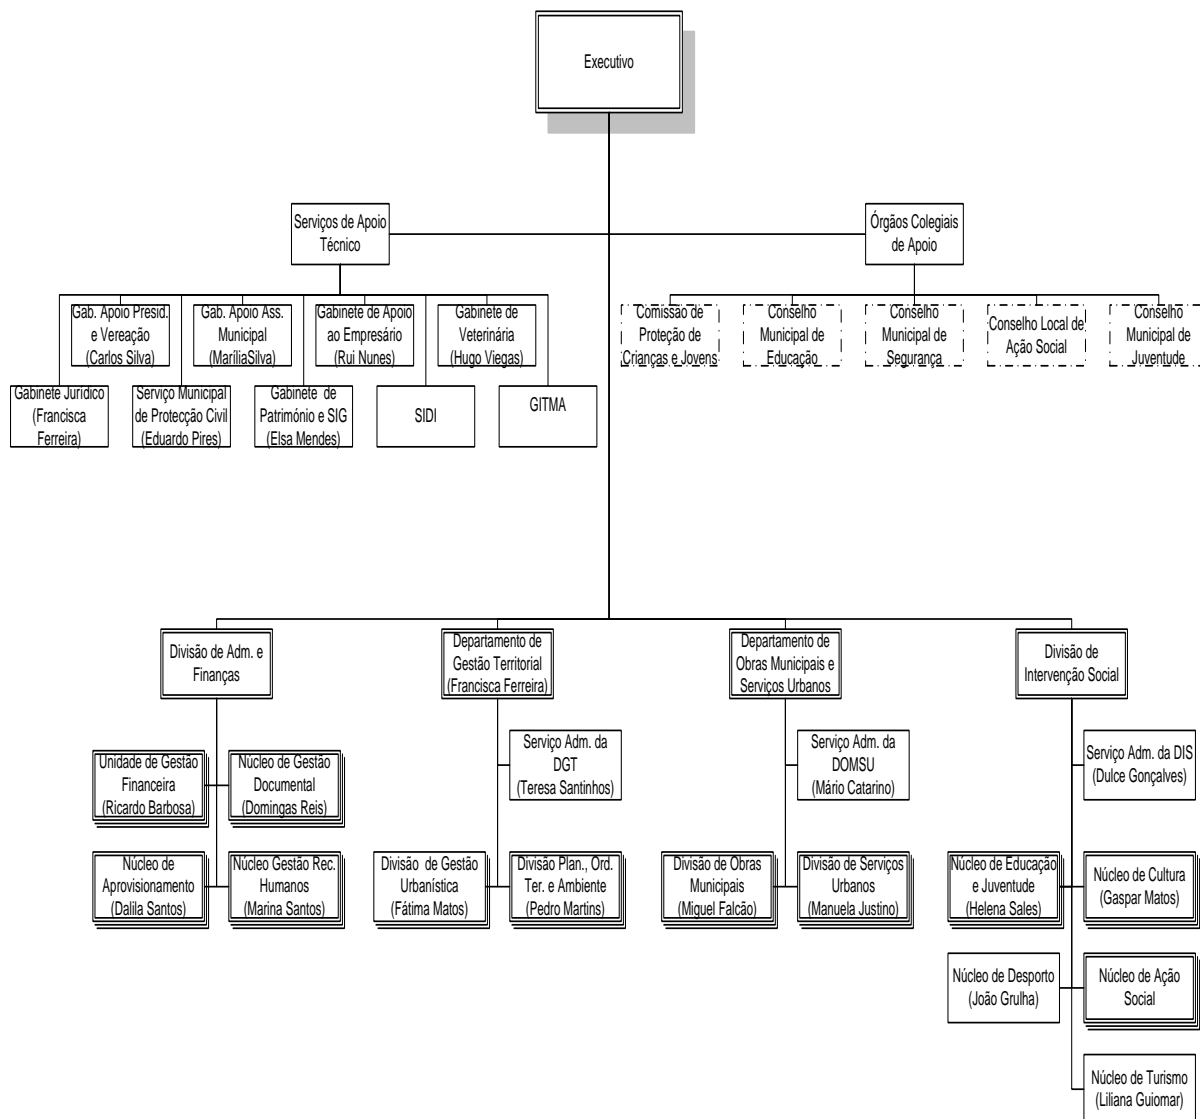 Executivo
Serviços de Apoio
Técnico
Órgãos Colegiais
de Apoio
Gab. Apoio Presid.
e Vereação
(Carlos Silva)
Gab. Apoio Ass.
Municipal
(MaríliaSilva)
Gabinete de Apoio
ao Empresário
(Rui Nunes)
Gabinete de
Veterinária
(Hugo Viegas)
Comissão de
Proteção de
Crianças e Jovens
Conselho
Municipal de
Educação
Conselho
Municipal de
Segurança
Conselho Local de
Ação Social
Conselho
Municipal de
Juventude
Gabinete Jurídico
(Francisca
Ferreira)
Serviço Municipal
de Protecção Civil
(Eduardo Pires)
Gabinete de
Património e SIG
(Elsa Mendes)
SIDI
GITMA
Divisão de Adm. e
Finanças
Departamento de
Gestão Territorial
(Francisca Ferreira)
Departamento de
Obras Municipais e
Serviços Urbanos
Divisão de
Intervenção Social
Unidade de Gestão
Financeira
(Ricardo Barbosa)
Núcleo de Gestão
Documental
(Domingas Reis)
Serviço Adm. da
DGT
(Teresa Santinhos)
Serviço Adm. da
DOMSU
(Mário Catarino)
Serviço Adm. da DIS
(Dulce Gonçalves)
Núcleo de
Aprovisionamento
(Dalila Santos)
Núcleo Gestão Rec.
Humanos
(Marina Santos)
Divisão de Gestão
Urbanística
(Fátima Matos)
Divisão Plan., Ord.
Ter. e Ambiente
(Pedro Martins)
Divisão de Obras
Municipais
(Miguel Falcão)
Divisão de Serviços
Urbanos
(Manuela Justino)
Núcleo de Educação
e Juventude
(Helena Sales)
Núcleo de Cultura
(Gaspar Matos)
Núcleo de Desporto
(João Grulha)
Núcleo de Ação
Social
Núcleo de Turismo
(Liliana Guiomar)